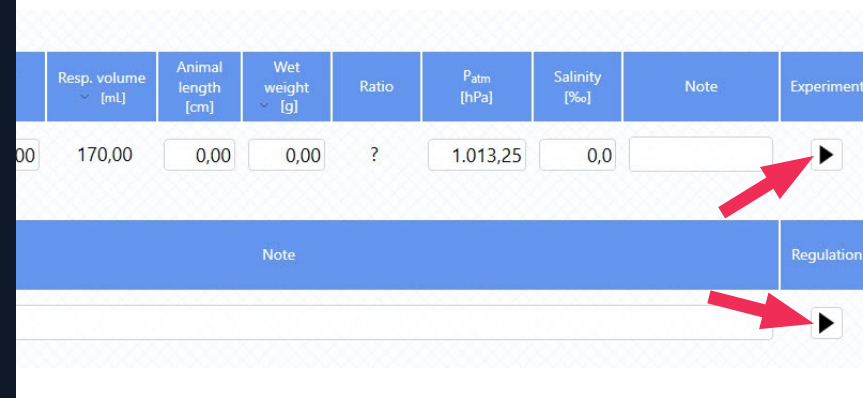 Resp. volume
[mL]
Animal
length
[cm]
Wet
weight
[g]
Ratio
Patm
[hPa]
Salinity
[‰]
Note
Experiment
00
170,00
0,00
0,00
?
1.013,25
0,0
Note
Regulation